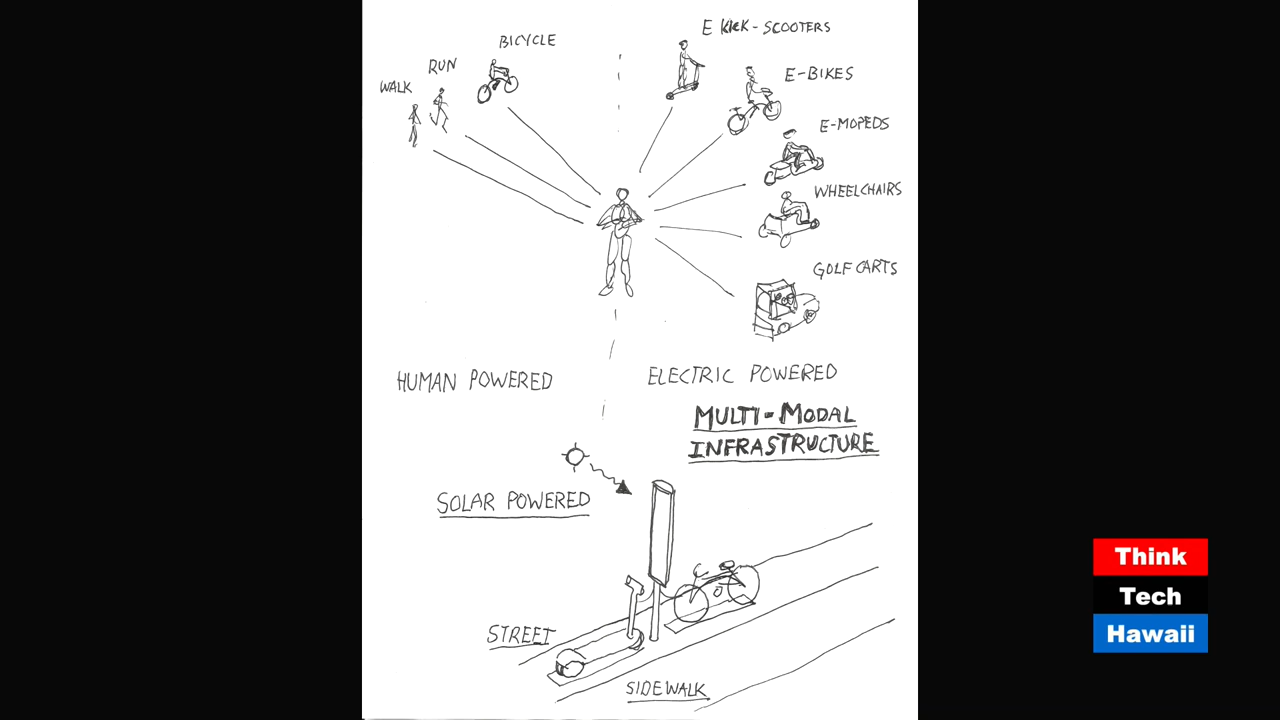 BICYCLE
RUN
WALK
E KICK-SCOOTERS
E-BIKES
E-MOPEDS
WHEELCHAIRS
GOLF CARTS
HUMAN POWERED
ELECTRIC POWERED
MULTI-MODAL
INFRASTRUCTURE
SOLAR POWERED
STREET
SIDEWALK
Think
Tech
Hawaii